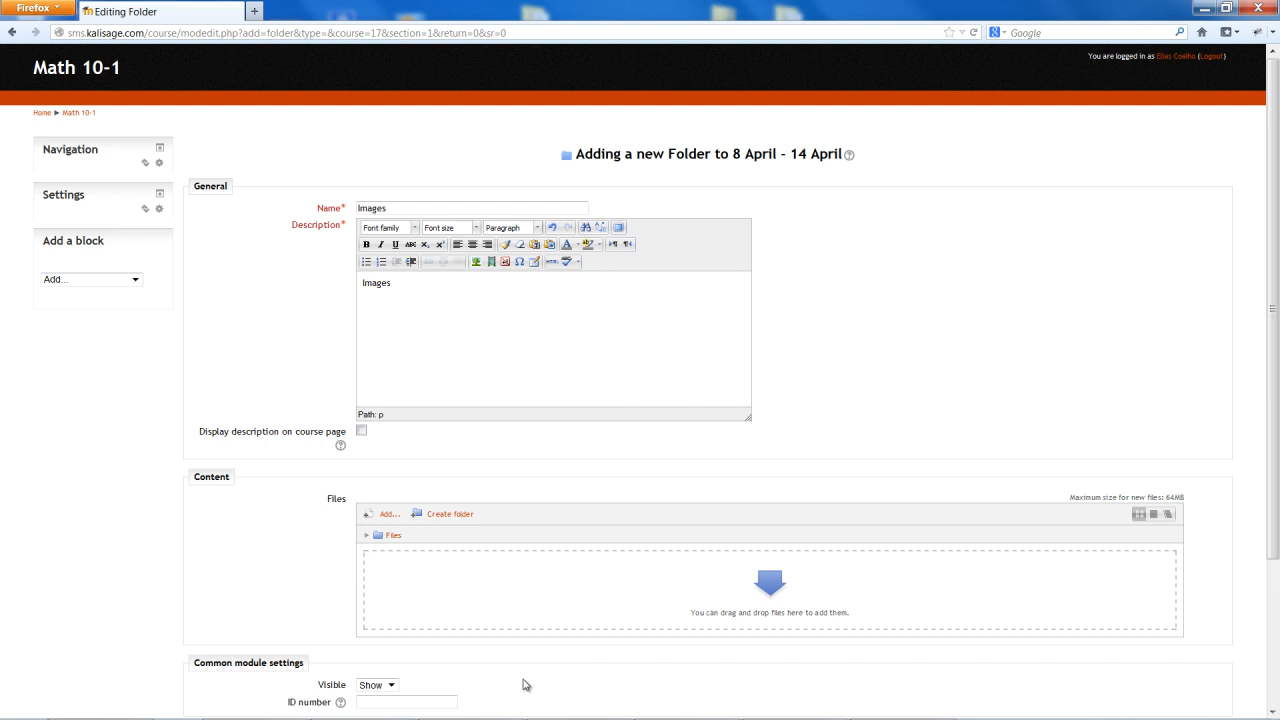 Firefox
Editing Folder
sms.kalisage.com/course/modedit.php?add=folder&type=&course=17&section=1&return=0&sr=0
Google
Math 10-1
You are logged in as Elias Coelho (Logout)
Home ► Math 10-1
Navigation
Settings
Add a block
Add...
Adding a new Folder to 8 April - 14 April
General
Name* Images
Description*
Font family Font size Paragraph
B I U ABC
HTML
Images
Path: p
Display description on course page
Content
Files
Maximum size for new files: 64MB
Add... Create folder
Files
You can drag and drop files here to add them.
Common module settings
Visible Show
ID number